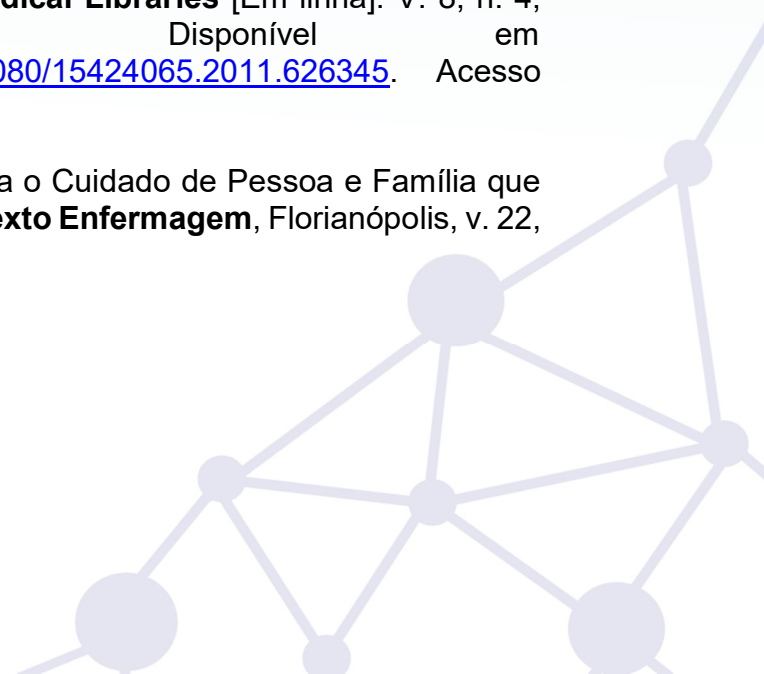 dical Libraries [Em linha]. V. 8, n. 4,
Disponível em
080/15424065.2011.626345. Acesso
a o Cuidado de Pessoa e Família que
exto Enfermagem, Florianópolis, v. 22,